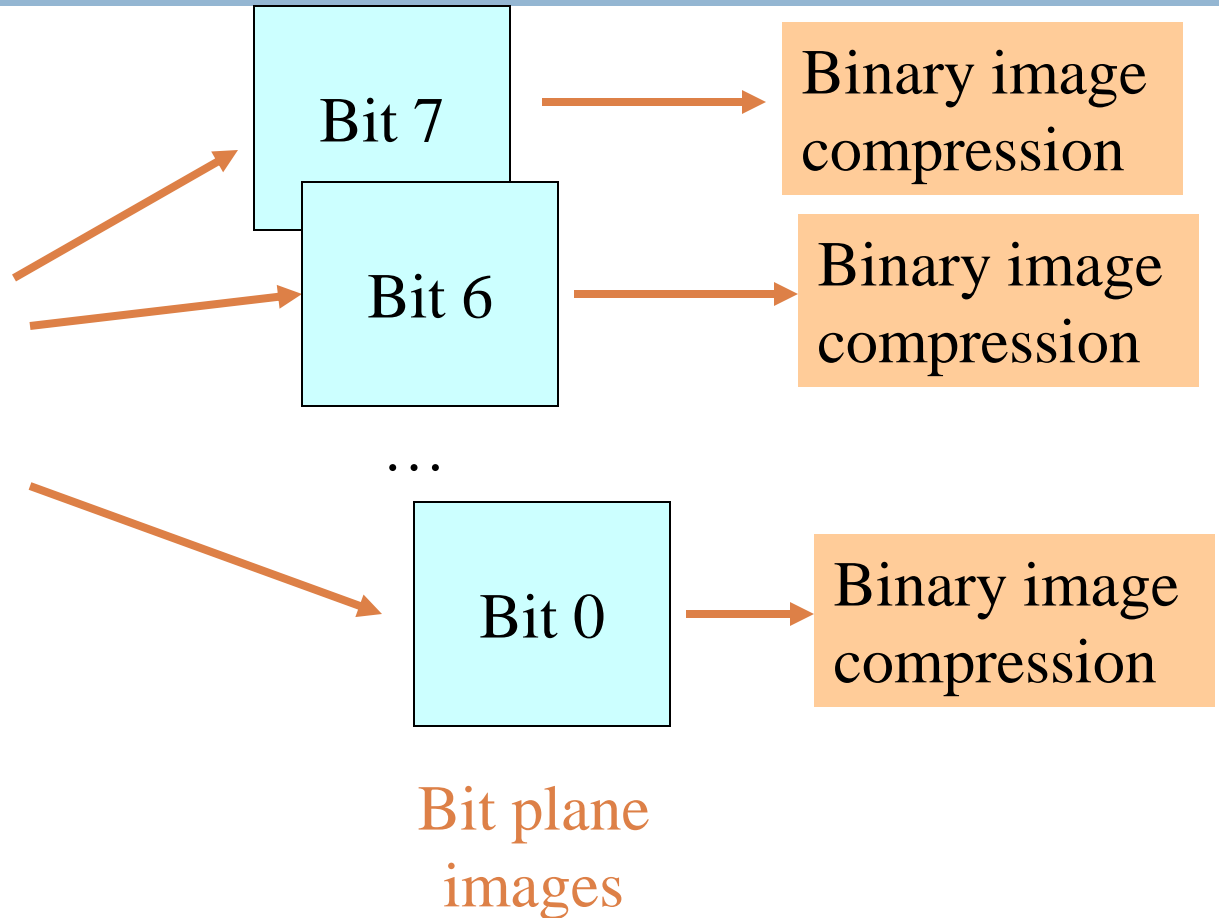 Bit 7
Binary image
compression
Bit 6
Binary image
compression
…
Bit 0
Binary image
compression
Bit plane
images